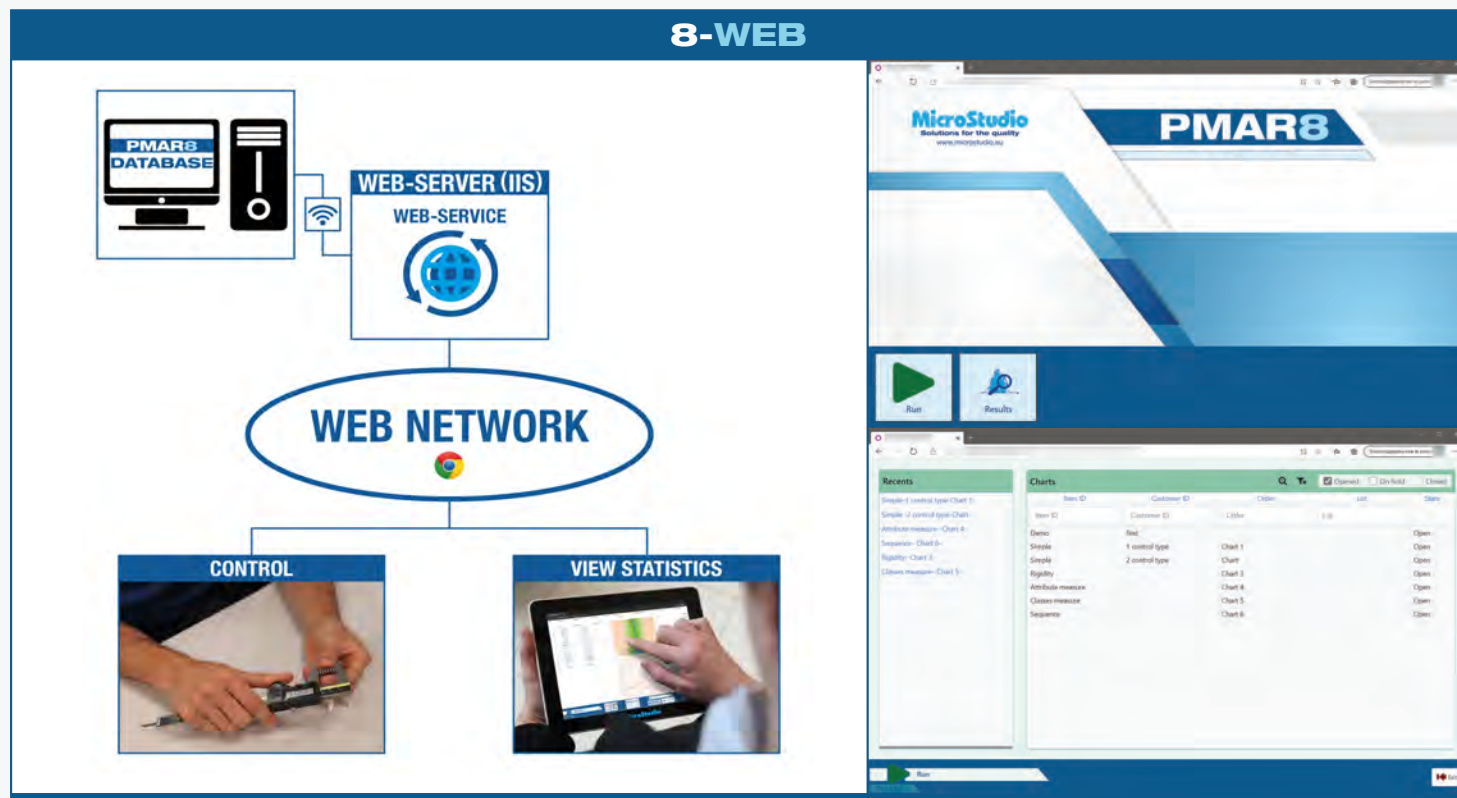 8-WEB
PMAR8
DATABASE
WEB-SERVER (IIS)
WEB-SERVICE
WEB NETWORK
CONTROL
VIEW STATISTICS
MicroStudio
Solutions for the quality
www.microstudio.eu
PMAR8
Run
Results
Recents
Simple-1 control type-Chart 1-
Simple -2 control type-Chart-
Attribute measure- Chart 4-
Sequence- Chart 6-
Rigidity- Chart 3-
Classes measure- Chart 5-
Charts
Opened
On hold
Closed
Item ID Customer ID Order Lot State
Item ID Customer ID Order Lot
Demo Open
Simple 1 control type Chart 1 Open
Simple 2 control type Chart Open
Rigidity Chart 3 Open
Attribute measure Chart 4 Open
Classes measure Chart 5 Open
Sequence Chart 6 Open
Run